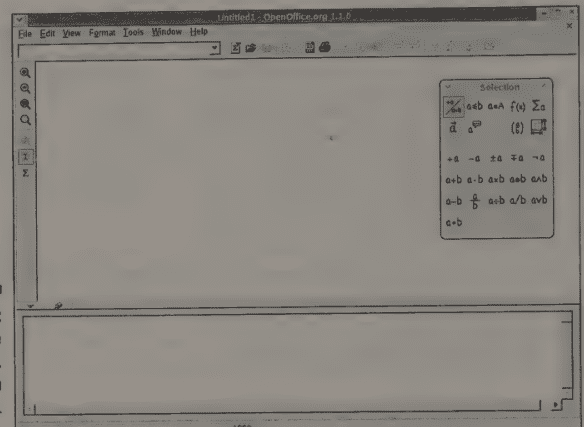 Untitled1 - OpenOffice.org 1.1.0
File Edit View Format Tools Window Help
Selection
+a/a+b a≤b a∈A f(x) Σa
a⃗
+a -a ±a ∓a ¬a
a+b a·b a×b a∧b
a-b a/b a÷b a/b a∨b
a∘b
Σ
Σ